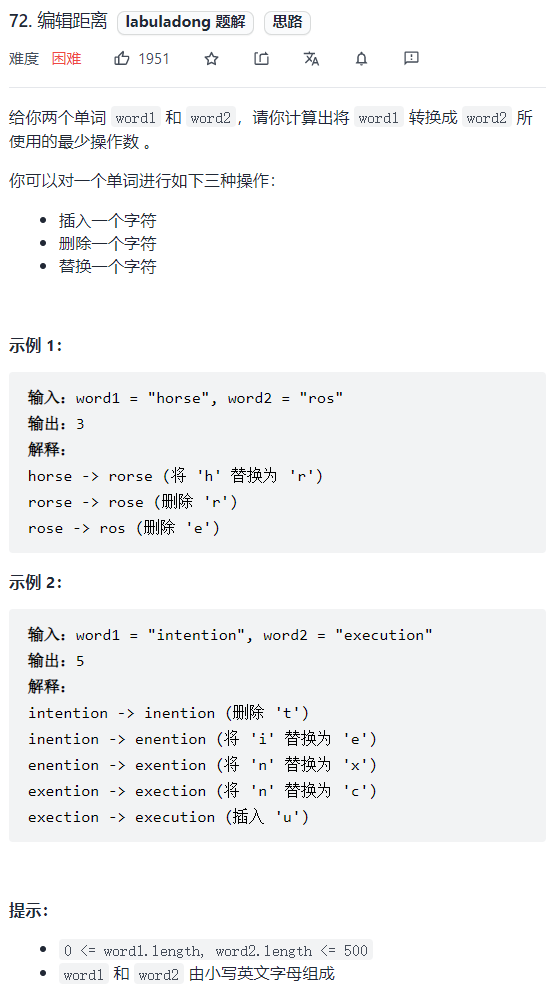 72. 编辑距离 labuladong 题解 思路
难度 困难 1951
给你两个单词 word1 和 word2，请你计算出将 word1 转换成 word2 所
使用的最少操作数 。
你可以对一个单词进行如下三种操作：
• 插入一个字符
• 删除一个字符
• 替换一个字符
示例 1：
输入：word1 = "horse", word2 = "ros"
输出：3
解释：
horse -> rorse (将 'h' 替换为 'r')
rorse -> rose (删除 'r')
rose -> ros (删除 'e')
示例 2：
输入：word1 = "intention", word2 = "execution"
输出：5
解释：
intention -> inention (删除 't')
inention -> enention (将 'i' 替换为 'e')
enention -> exention (将 'n' 替换为 'x')
exention -> exection (将 'n' 替换为 'c')
exection -> execution (插入 'u')
提示：
• 0 <= word1.length, word2.length <= 500
• word1 和 word2 由小写英文字母组成